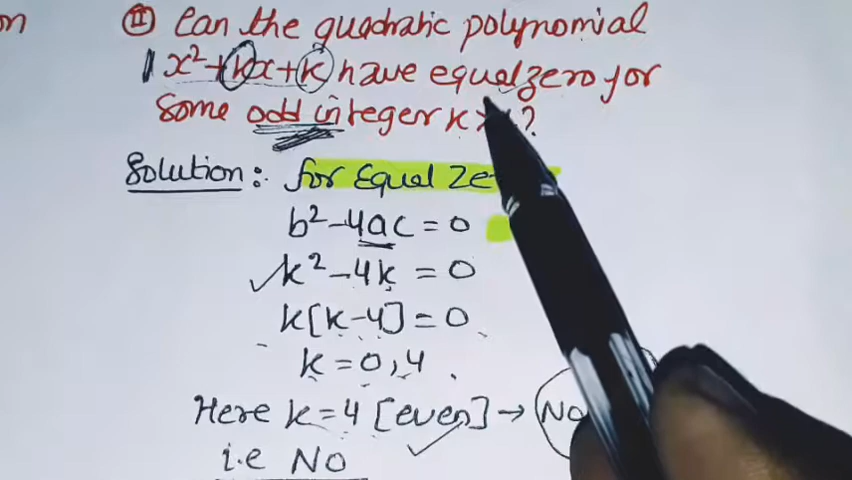 on
(II) Can the quadratic polynomial
1x²+kx+k have equal zero for
Some odd integer k > ?
Solution:- for Equal Ze
b²-4ac = 0
k²-4k = 0
k[k-4] = 0
k = 0,4
Here k = 4 [even] → No
i.e NO